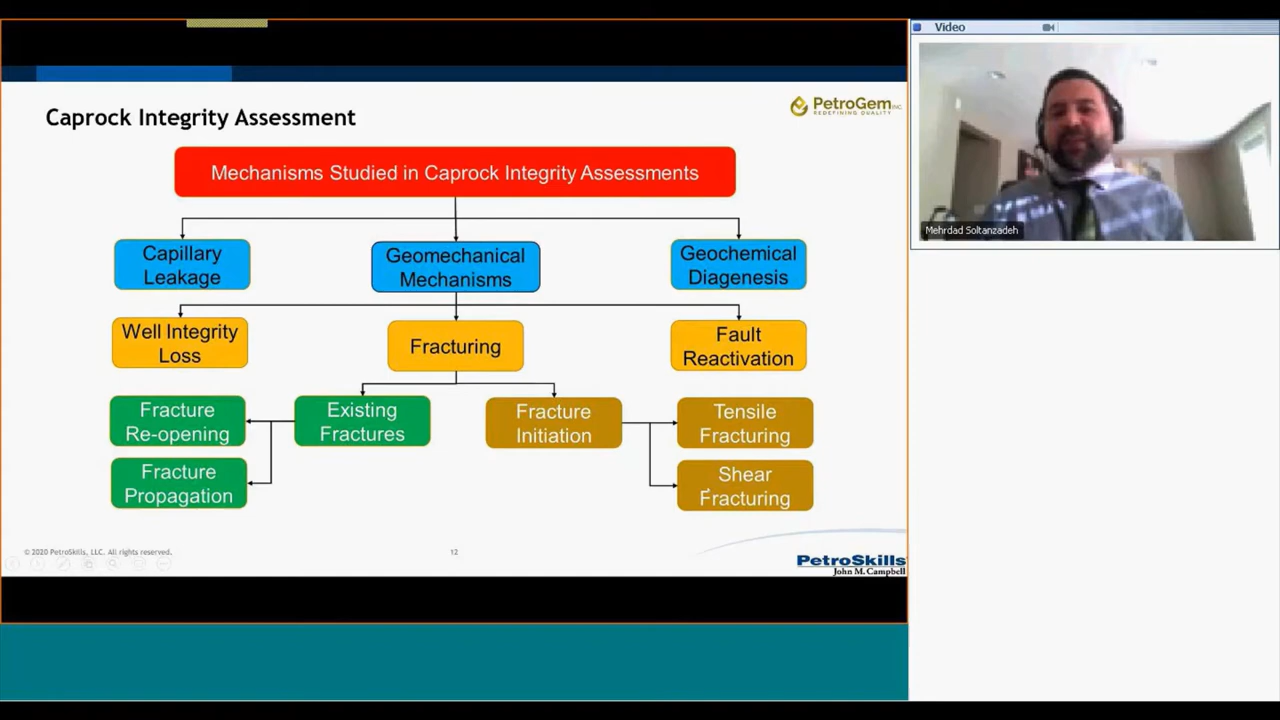 Video
Caprock Integrity Assessment
PetroGem INC.
REDEFINING QUALITY
Mechanisms Studied in Caprock Integrity Assessments
Capillary
Leakage
Geomechanical
Mechanisms
Geochemical
Diagenesis
Well Integrity
Loss
Fracturing
Fault
Reactivation
Fracture
Re-opening
Existing
Fractures
Fracture
Initiation
Tensile
Fracturing
Fracture
Propagation
Shear
Fracturing
© 2020 PetroSkills, LLC. All rights reserved.
12
PetroSkills
John M. Campbell
Mehrdad Soltanzadeh